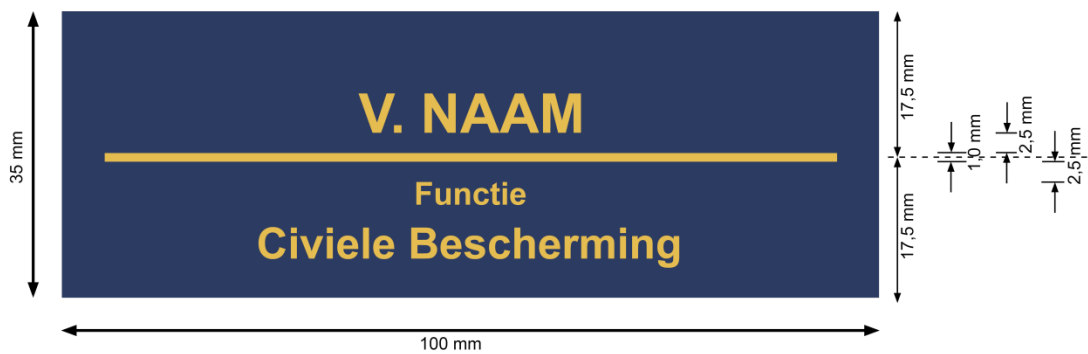 V. NAAM
Functie
Civiele Bescherming
35 mm
100 mm
17,5 mm
17,5 mm
1,0 mm
2,5 mm
2,5 mm